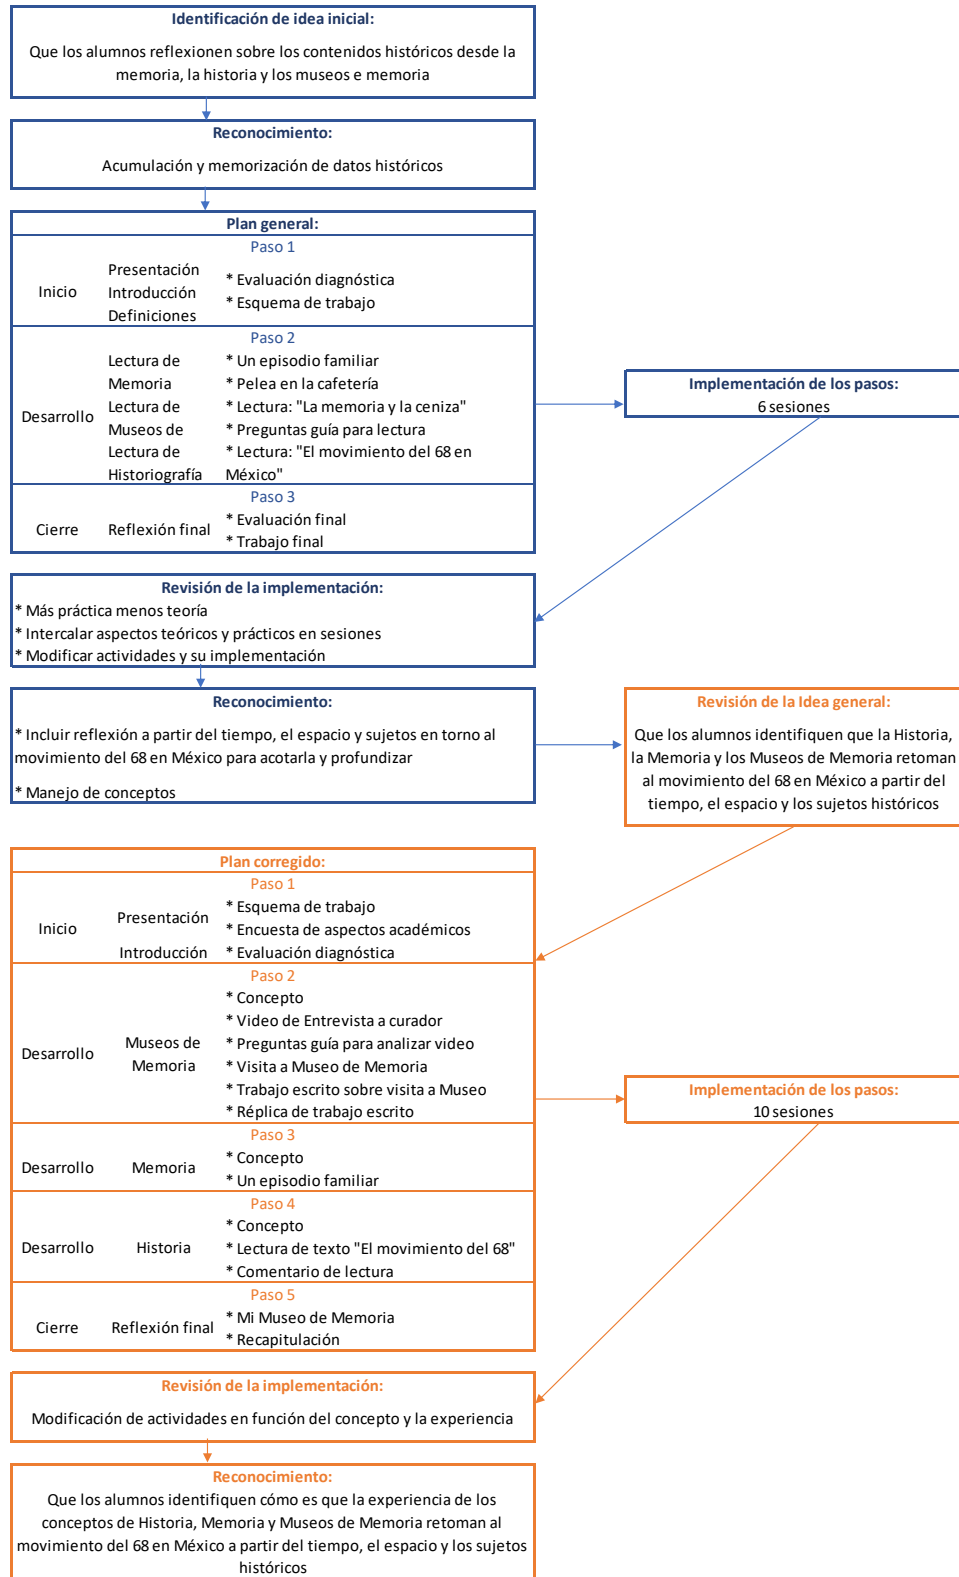 Identificación de idea inicial:
Que los alumnos reflexionen sobre los contenidos históricos desde la
memoria, la historia y los museos e memoria
Reconocimiento:
Acumulación y memorización de datos históricos
Plan general:
Paso 1
Inicio
Presentación
Introducción
Definiciones
* Evaluación diagnóstica
* Esquema de trabajo
Paso 2
Desarrollo
Lectura de
Memoria
Lectura de
Museos de
Lectura de
Historiografía
* Un episodio familiar
* Pelea en la cafetería
* Lectura: "La memoria y la ceniza"
* Preguntas guía para lectura
* Lectura: "El movimiento del 68 en
México"
Paso 3
Cierre
Reflexión final
* Evaluación final
* Trabajo final
Implementación de los pasos:
6 sesiones
Revisión de la implementación:
* Más práctica menos teoría
* Intercalar aspectos teóricos y prácticos en sesiones
* Modificar actividades y su implementación
Reconocimiento:
* Incluir reflexión a partir del tiempo, el espacio y sujetos en torno al
movimiento del 68 en México para acotarla y profundizar
* Manejo de conceptos
Revisión de la Idea general:
Que los alumnos identifiquen que la Historia,
la Memoria y los Museos de Memoria retoman
al movimiento del 68 en México a partir del
tiempo, el espacio y los sujetos históricos
Plan corregido:
Paso 1
Inicio
Presentación
Introducción
* Esquema de trabajo
* Encuesta de aspectos académicos
* Evaluación diagnóstica
Paso 2
Desarrollo
Museos de
Memoria
* Concepto
* Video de Entrevista a curador
* Preguntas guía para analizar video
* Visita a Museo de Memoria
* Trabajo escrito sobre visita a Museo
* Réplica de trabajo escrito
Paso 3
Desarrollo
Memoria
* Concepto
* Un episodio familiar
Paso 4
Desarrollo
Historia
* Concepto
* Lectura de texto "El movimiento del 68"
* Comentario de lectura
Paso 5
Cierre
Reflexión final
* Mi Museo de Memoria
* Recapitulación
Implementación de los pasos:
10 sesiones
Revisión de la implementación:
Modificación de actividades en función del concepto y la experiencia
Reconocimiento:
Que los alumnos identifiquen cómo es que la experiencia de los
conceptos de Historia, Memoria y Museos de Memoria retoman al
movimiento del 68 en México a partir del tiempo, el espacio y los sujetos
históricos